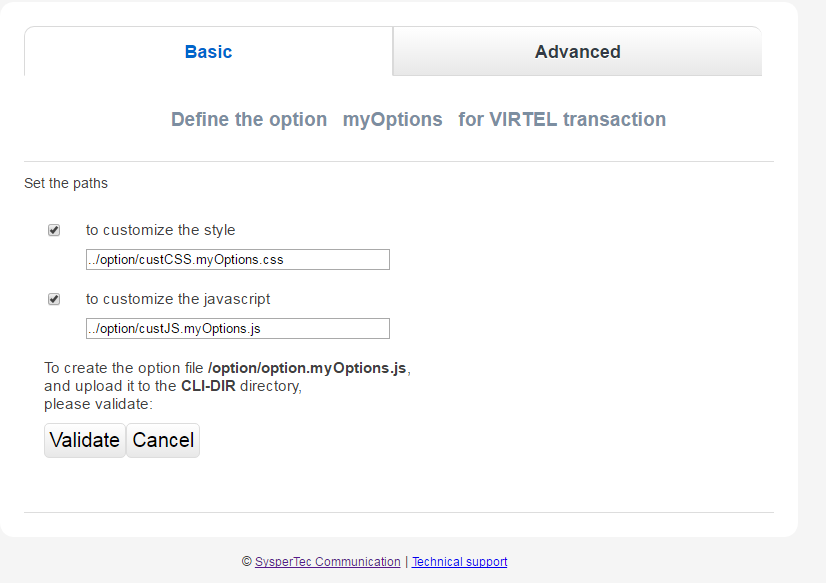 Basic
Advanced
Define the option myOptions for VIRTEL transaction
Set the paths
to customize the style
../option/custCSS.myOptions.css
to customize the javascript
../option/custJS.myOptions.js
To create the option file /option/option.myOptions.js,
and upload it to the CLI-DIR directory,
please validate:
Validate Cancel
© SysperTec Communication | Technical support